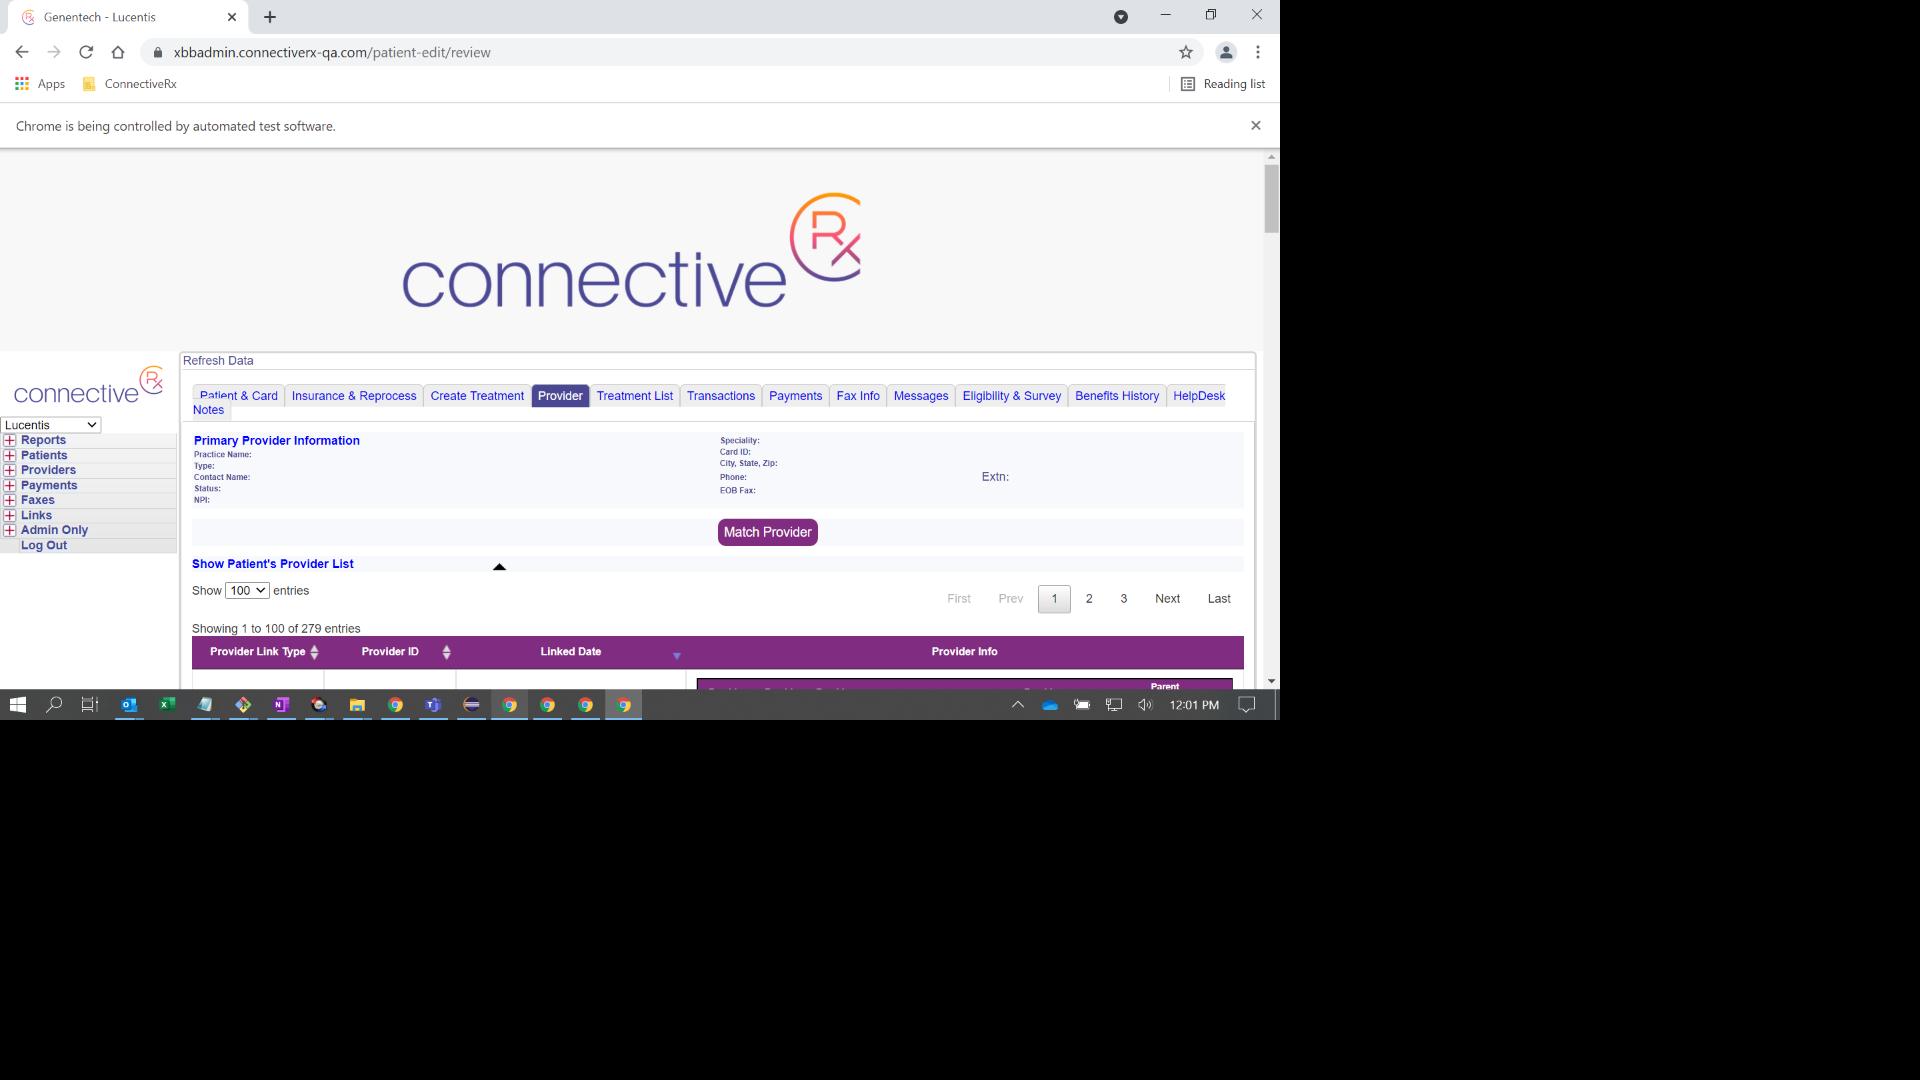 Genentech - Lucentis
xbbadmin.connectiverx-qa.com/patient-edit/review
Apps
ConnectiveRx
Reading list
Chrome is being controlled by automated test software.
connective Rx
Refresh Data
connective Rx
Patient & Card
Insurance & Reprocess
Create Treatment
Provider
Treatment List
Transactions
Payments
Fax Info
Messages
Eligibility & Survey
Benefits History
HelpDesk
Notes
Lucentis
Reports
Patients
Providers
Payments
Faxes
Links
Admin Only
Log Out
Primary Provider Information
Practice Name:
Type:
Contact Name:
Status:
NPI:
Speciality:
Card ID:
City, State, Zip:
Phone:
Extn:
EOB Fax:
Match Provider
Show Patient's Provider List
Show 100 entries
First Prev 1 2 3 Next Last
Showing 1 to 100 of 279 entries
Provider Link Type
Provider ID
Linked Date
Provider Info
Parent
12:01 PM